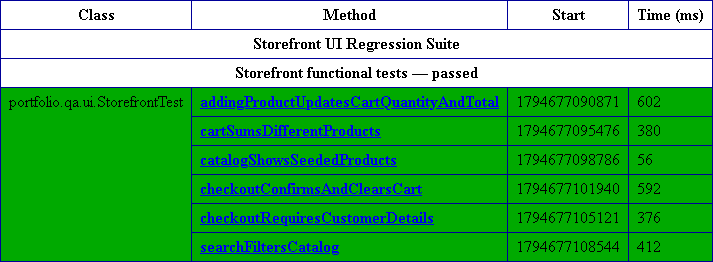 Class Method Start Time (ms)
Storefront UI Regression Suite
Storefront functional tests — passed
portfolio.qa.ui.StorefrontTest addingProductUpdatesCartQuantityAndTotal 1794677090871 602
cartSumsDifferentProducts 1794677095476 380
catalogShowsSeededProducts 1794677098786 56
checkoutConfirmsAndClearsCart 1794677101940 592
checkoutRequiresCustomerDetails 1794677105121 376
searchFiltersCatalog 1794677108544 412